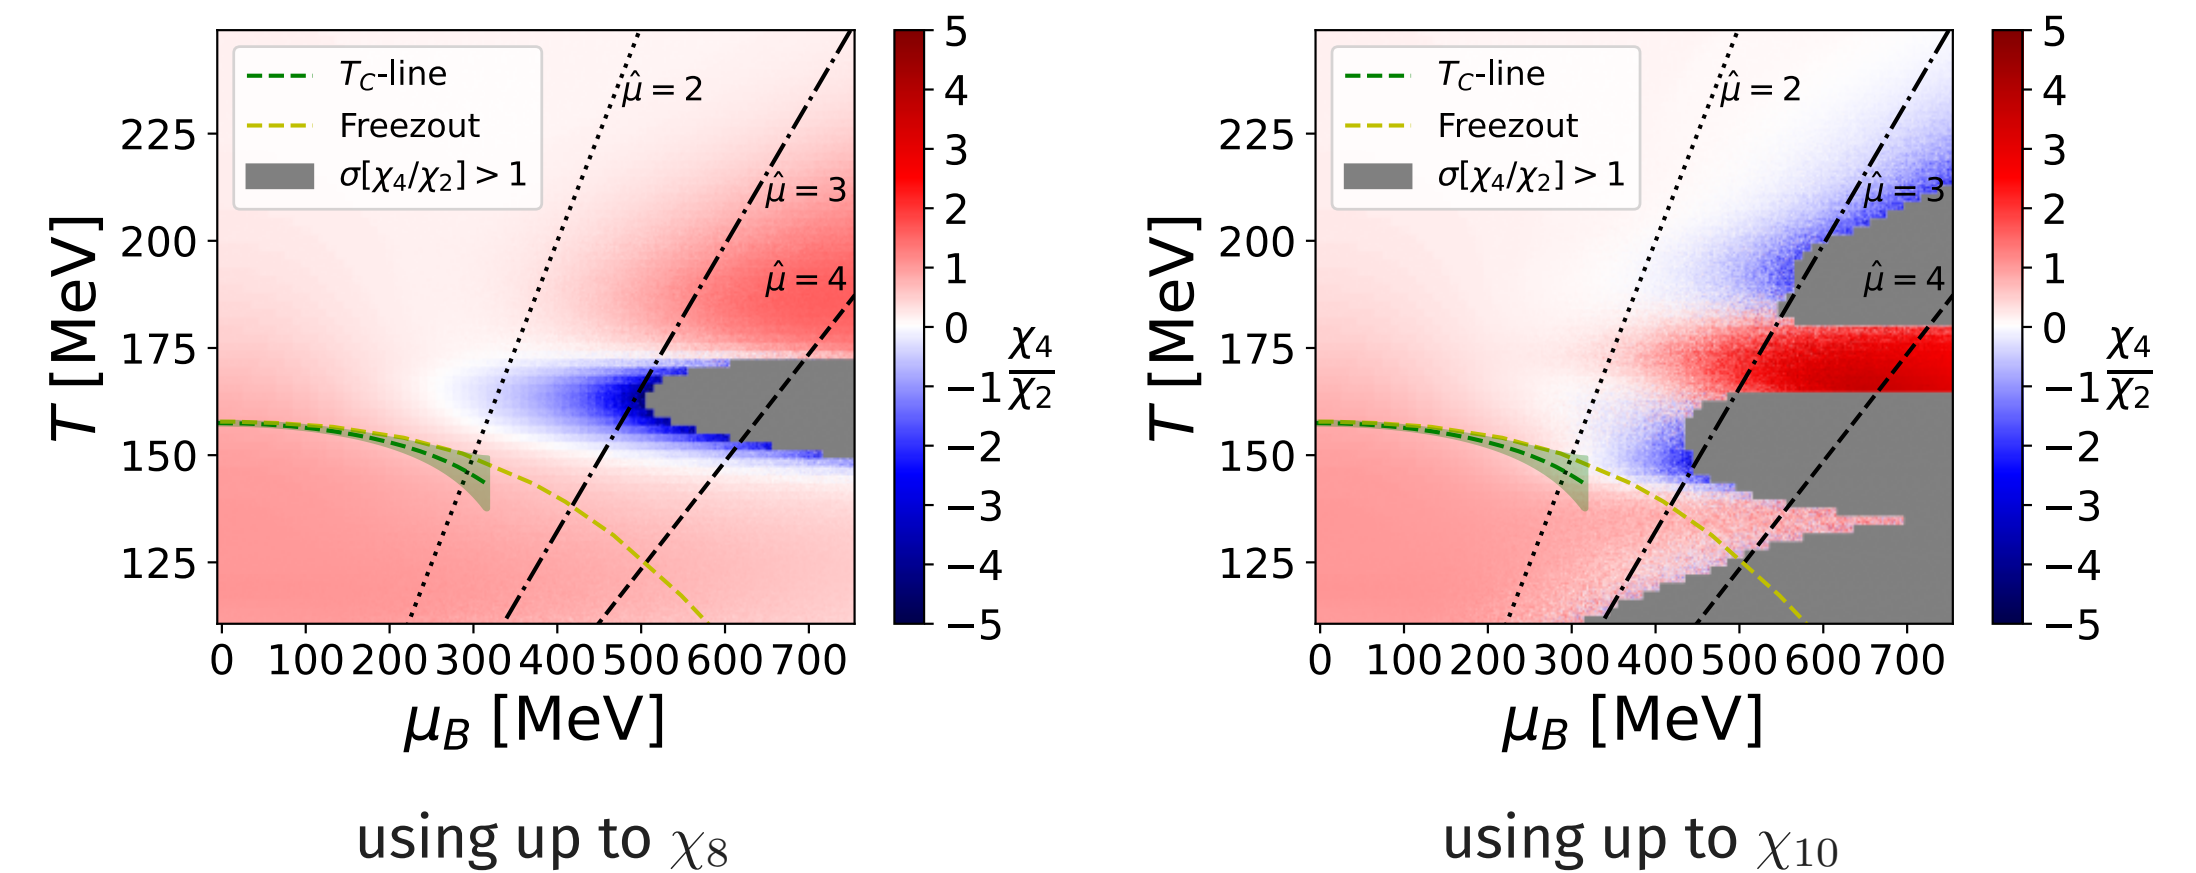 T_C-line
Freezout
σ[χ₄/χ₂] > 1
μ̂ = 2
μ̂ = 3
μ̂ = 4
225
200
175
150
125
T [MeV]
0 100 200 300 400 500 600 700
μ_B [MeV]
5
4
3
2
1
0
−1
−2
−3
−4
−5
χ₄
χ₂
using up to χ₈
T_C-line
Freezout
σ[χ₄/χ₂] > 1
μ̂ = 2
μ̂ = 3
μ̂ = 4
225
200
175
150
125
T [MeV]
0 100 200 300 400 500 600 700
μ_B [MeV]
5
4
3
2
1
0
−1
−2
−3
−4
−5
χ₄
χ₂
using up to χ₁₀